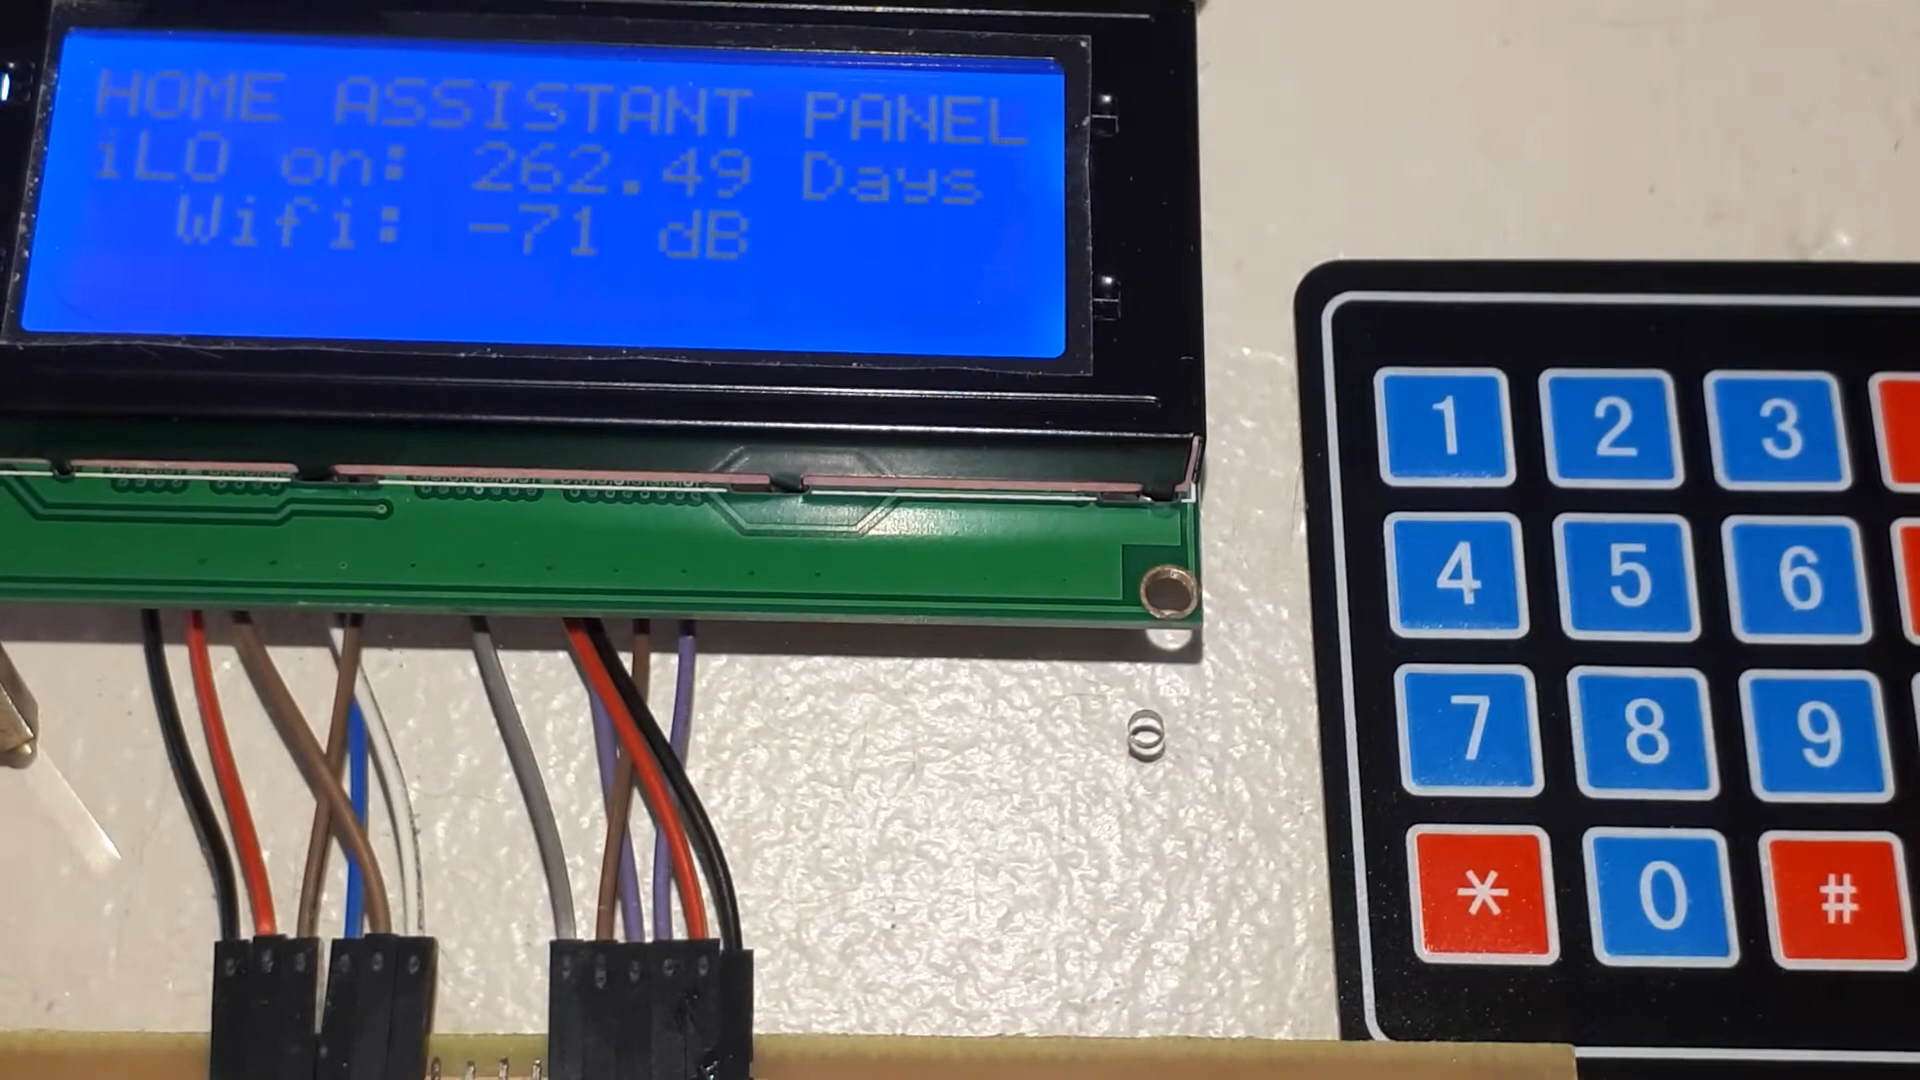 HOME ASSISTANT PANEL
iLO on: 262.49 Days
Wifi: -71 dB
1 2 3
4 5 6
7 8 9
* 0 #